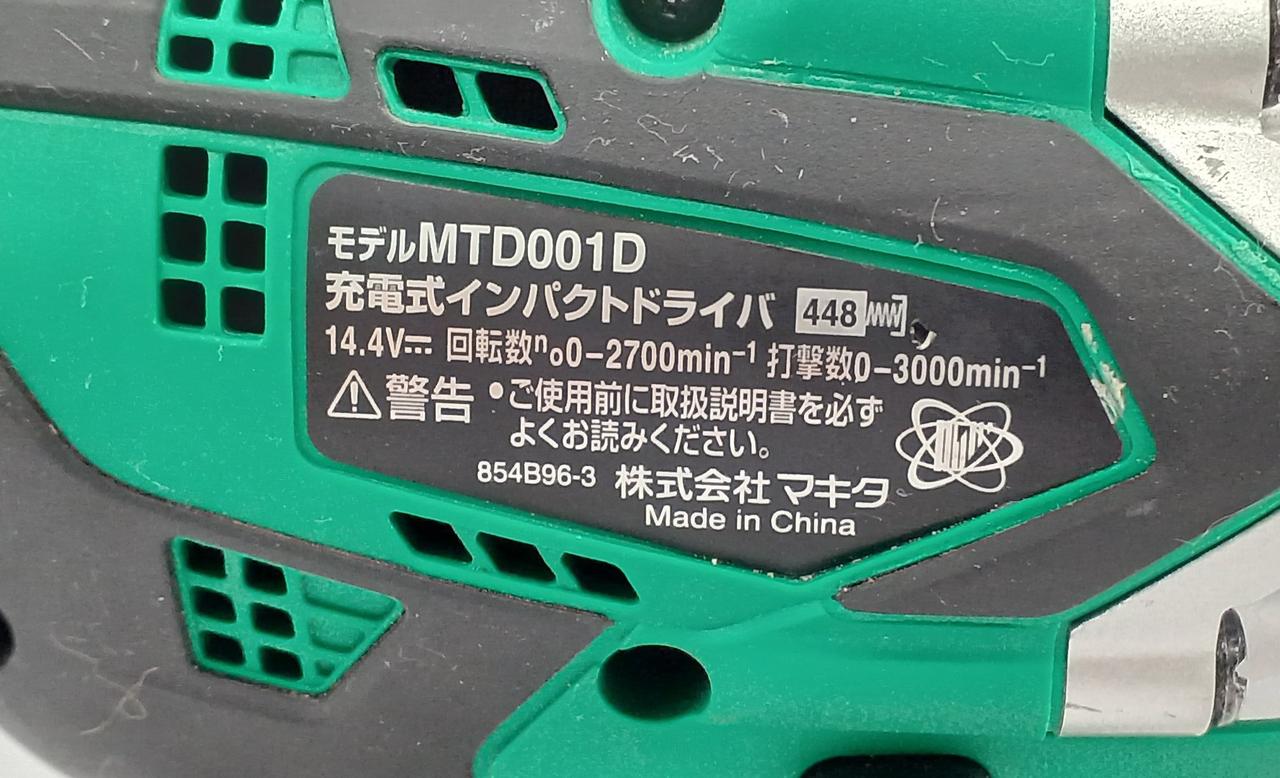 モデルMTD001D
充電式インパクトドライバ 448
14.4V⎓ 回転数n₀0-2700min⁻¹ 打撃数0-3000min⁻¹
⚠警告 •ご使用前に取扱説明書を必ず
よくお読みください。
854B96-3 株式会社マキタ
Made in China